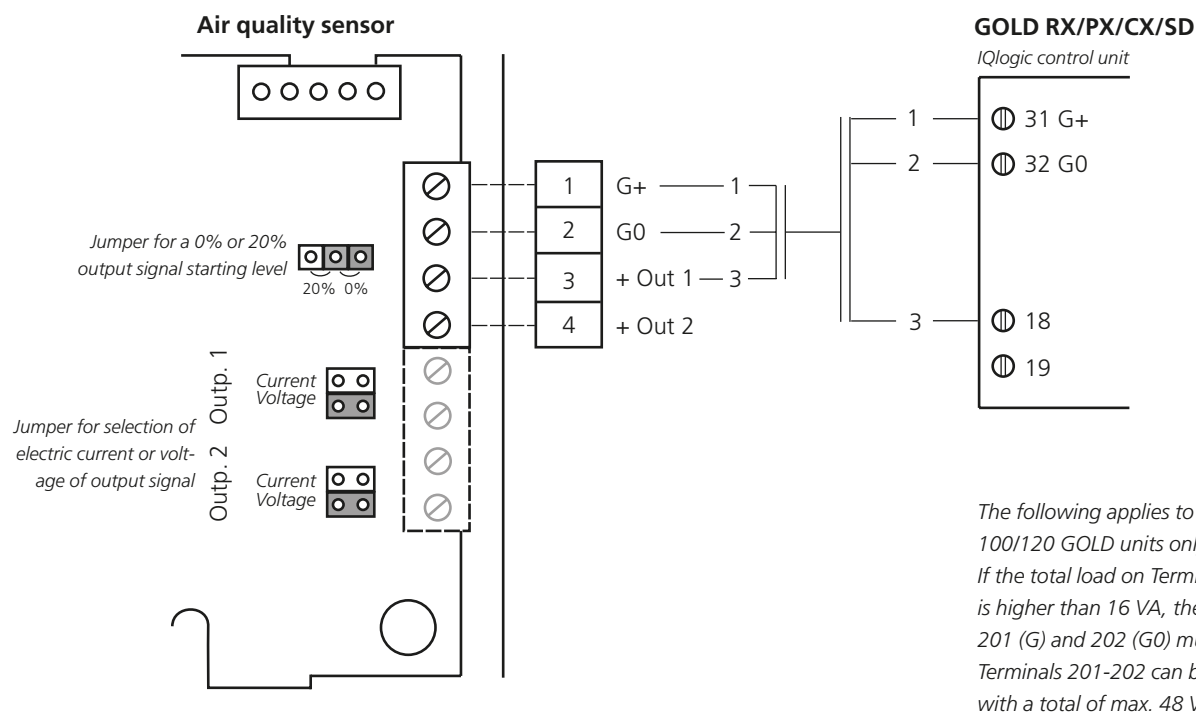 Air quality sensor
GOLD RX/PX/CX/SD
IQlogic control unit
1
31 G+
2
32 G0
3
18
19
1
G+
1
2
G0
2
3
+ Out 1
3
4
+ Out 2
Jumper for a 0% or 20%
output signal starting level
20% 0%
Outp. 1
Current
Voltage
Jumper for selection of
electric current or volt-
age of output signal
Outp. 2
Current
Voltage
The following applies to
100/120 GOLD units onl
If the total load on Termi
is higher than 16 VA, the
201 (G) and 202 (G0) mu
Terminals 201-202 can b
with a total of max. 48 V